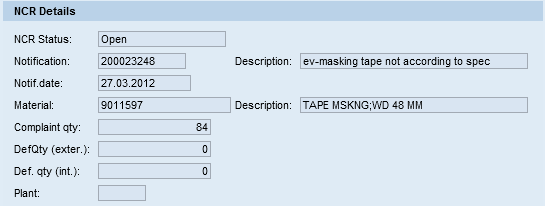 NCR Details
NCR Status: Open
Notification: 200023248 Description: ev-masking tape not according to spec
Notif.date: 27.03.2012
Material: 9011597 Description: TAPE MSKNG;WD 48 MM
Complaint qty: 84
DefQty (exter.): 0
Def. qty (int.): 0
Plant: